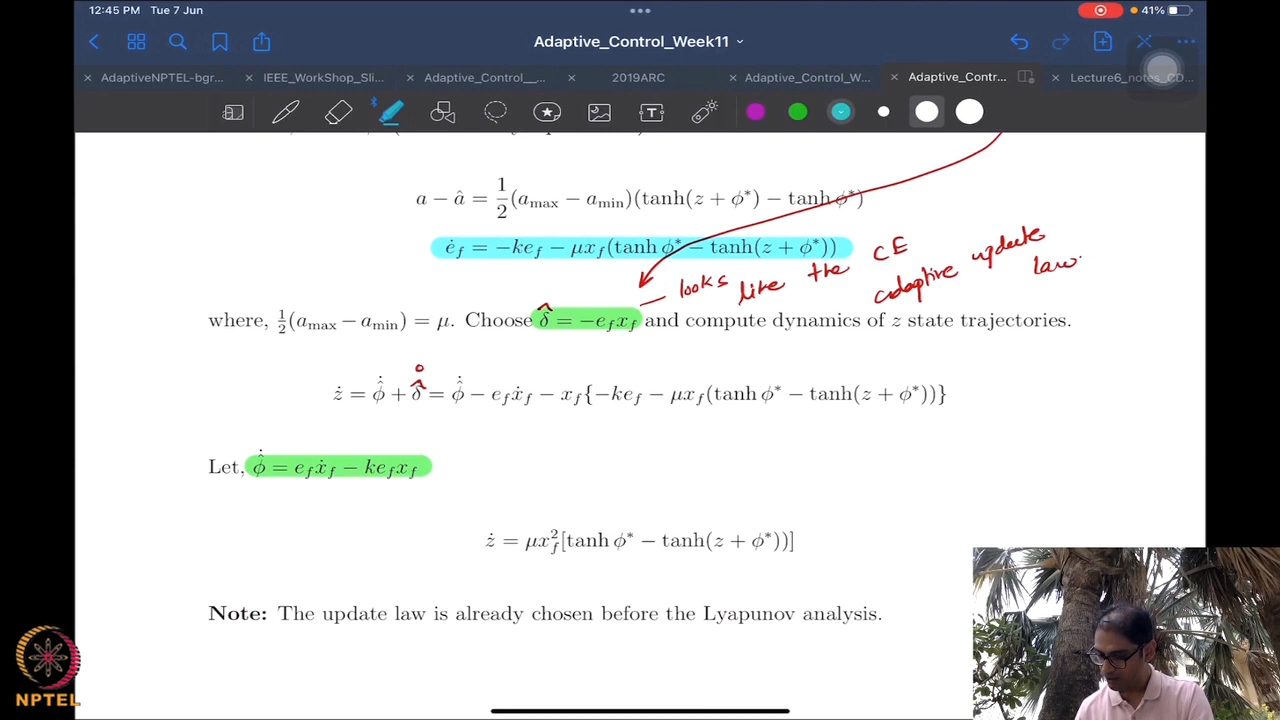 12:45 PM Tue 7 Jun
41%
Adaptive_Control_Week11
AdaptiveNPTEL-bgr...
IEEE_WorkShop_Sli...
Adaptive_Control__...
2019ARC
Adaptive_Control_W...
Adaptive_Contr...
Lecture6_notes_CD...
a − â = 1/2(a_max − a_min)(tanh(z + ϕ*) − tanh ϕ*)
ė_f = −ke_f − μx_f(tanh ϕ* − tanh(z + ϕ*))
looks like the CE
adaptive update
law.
where, 1/2(a_max − a_min) = μ. Choose δ̂ = −e_f x_f and compute dynamics of z state trajectories.
ż = ϕ̂̇ + δ̂̇ = ϕ̂̇ − e_f ẋ_f − x_f{−ke_f − μx_f(tanh ϕ* − tanh(z + ϕ*))}
Let, ϕ̂̇ = e_f ẋ_f − ke_f x_f
ż = μx_f²[tanh ϕ* − tanh(z + ϕ*))]
Note: The update law is already chosen before the Lyapunov analysis.
NPTEL